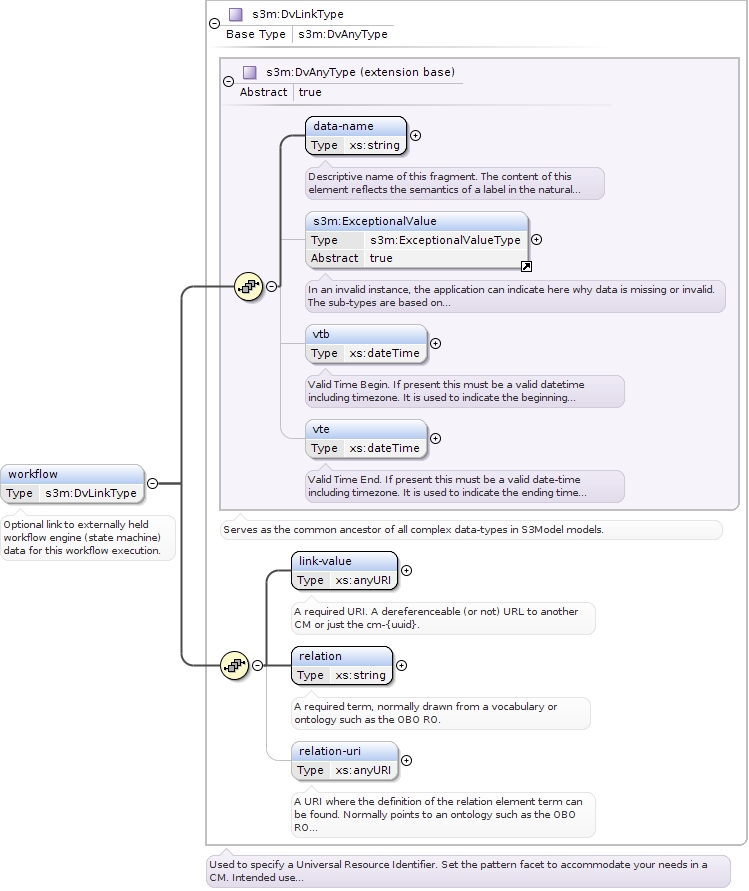 s3m:DvLinkType
Base Type s3m:DvAnyType
s3m:DvAnyType (extension base)
Abstract true
data-name
Type xs:string
Descriptive name of this fragment. The content of this
element reflects the semantics of a label in the natural...
s3m:ExceptionalValue
Type s3m:ExceptionalValueType
Abstract true
In an invalid instance, the application can indicate here why data is missing or invalid.
The sub-types are based on...
vtb
Type xs:dateTime
Valid Time Begin. If present this must be a valid datetime
including timezone. It is used to indicate the beginning...
vte
Type xs:dateTime
Valid Time End. If present this must be a valid date-time
including timezone. It is used to indicate the ending time...
workflow
Type s3m:DvLinkType
Optional link to externally held
workflow engine (state machine)
data for this workflow execution.
Serves as the common ancestor of all complex data-types in S3Model models.
link-value
Type xs:anyURI
A required URI. A dereferenceable (or not) URL to another
CM or just the cm-{uuid}.
relation
Type xs:string
A required term, normally drawn from a vocabulary or
ontology such as the OBO RO.
relation-uri
Type xs:anyURI
A URI where the definition of the relation element term can
be found. Normally points to an ontology such as the OBO
RO...
Used to specify a Universal Resource Identifier. Set the pattern facet to accommodate your needs in a
CM. Intended use...